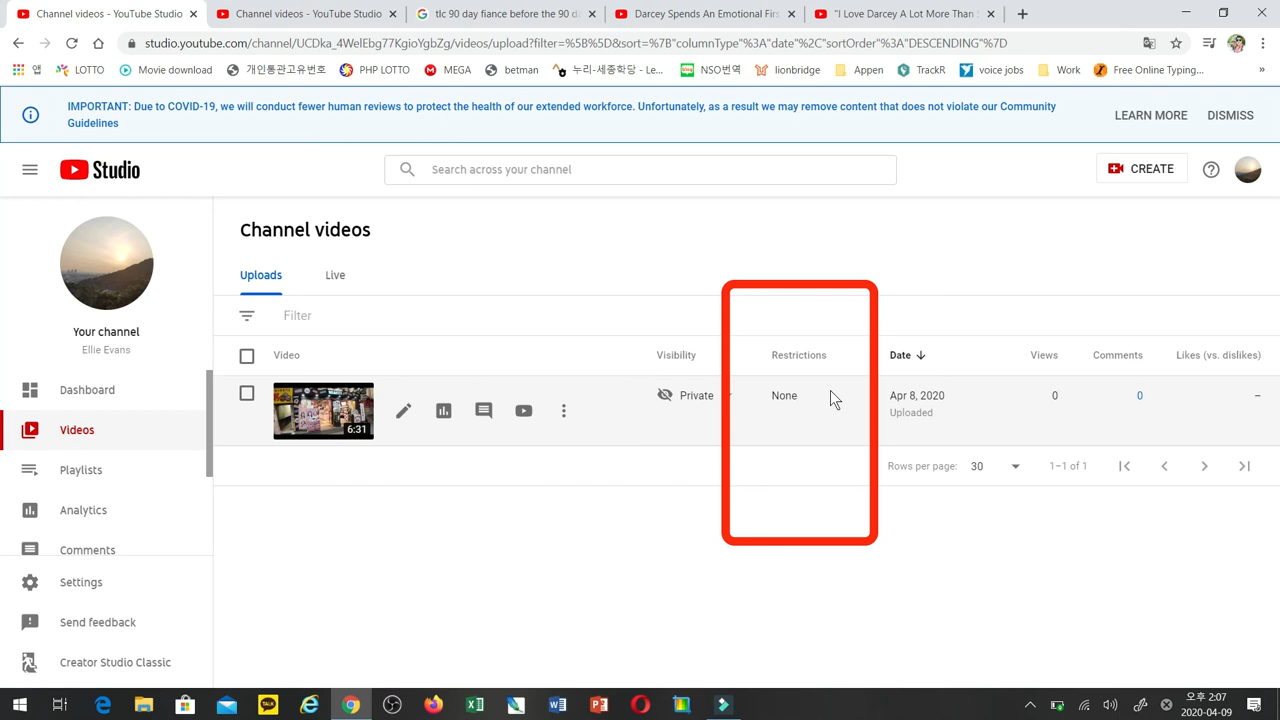 Channel videos - YouTube Studio
Channel videos - YouTube Studio
tlc 90 day fiance before the 90 d
Darcey Spends An Emotional Firs
"I Love Darcey A Lot More Than S
studio.youtube.com/channel/UCDka_4WelEbg77KgioYgbZg/videos/upload?filter=%5B%5D&sort=%7B"columnType"%3A"date"%2C"sortOrder"%3A"DESCENDING"%7D
앱 LOTTO Movie download 개인통관고유번호 PHP LOTTO MEGA betman 누리-세종학당 - Le... NSO번역 lionbridge Appen TrackR voice jobs Work Free Online Typing... »
IMPORTANT: Due to COVID-19, we will conduct fewer human reviews to protect the health of our extended workforce. Unfortunately, as a result we may remove content that does not violate our Community
Guidelines
LEARN MORE DISMISS
Studio
Search across your channel
CREATE
Your channel
Ellie Evans
Dashboard
Videos
Playlists
Analytics
Comments
Settings
Send feedback
Creator Studio Classic
Channel videos
Uploads Live
Filter
Video Visibility Restrictions Date Views Comments Likes (vs. dislikes)
6:31
Private None Apr 8, 2020 0 0 –
Uploaded
Rows per page: 30 1–1 of 1
TALK
오후 2:07
2020-04-09